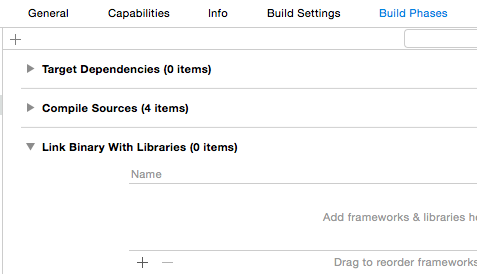 General Capabilities Info Build Settings Build Phases
Target Dependencies (0 items)
Compile Sources (4 items)
Link Binary With Libraries (0 items)
Name
Add frameworks & libraries h
Drag to reorder frameworks